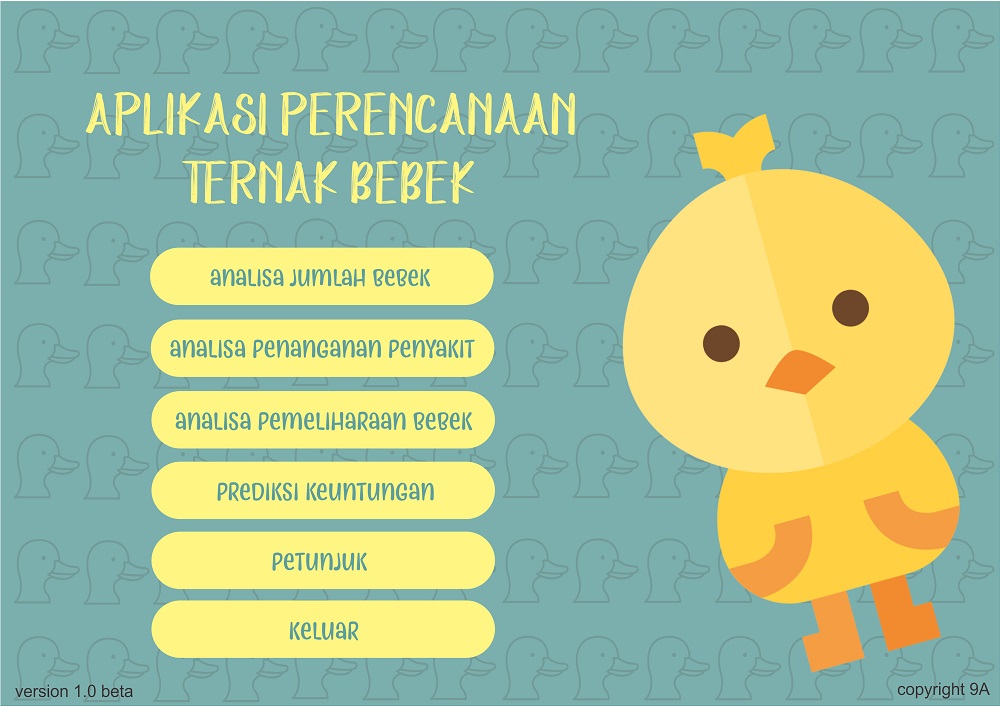 APLIKASI PERENCANAAN
TERNAK BEBEK
ANALISA JUMLAH BEBEK
ANALISA PENANGANAN PENYAKIT
ANALISA PEMELIHARAAN BEBEK
PREDIKSI KEUNTUNGAN
PETUNJUK
KELUAR
version 1.0 beta
copyright 9A